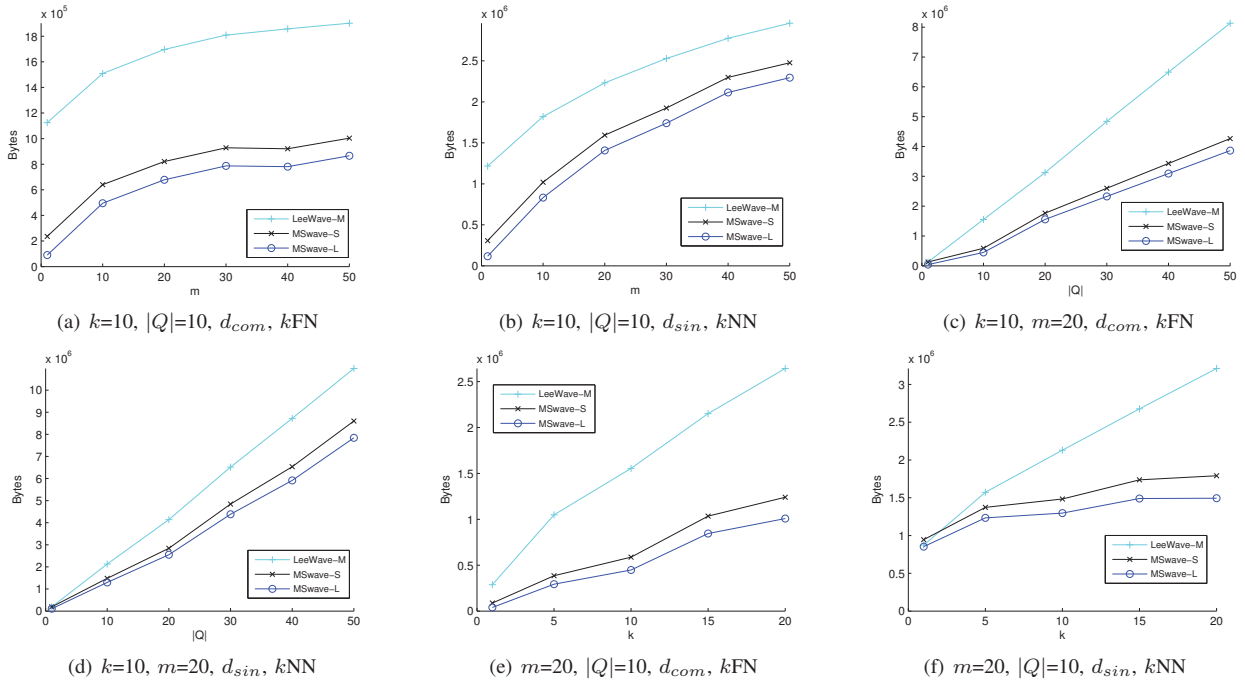 x 10^5
18
16
14
12
10
8
6
4
2
0
Bytes
0 10 20 30 40 50
m
LeeWave-M
MSwave-S
MSwave-L
(a) k=10, |Q|=10, d_com, kFN
x 10^6
2.5
2
1.5
1
0.5
0
Bytes
0 10 20 30 40 50
m
LeeWave-M
MSwave-S
MSwave-L
(b) k=10, |Q|=10, d_sin, kNN
x 10^6
8
7
6
5
4
3
2
1
0
Bytes
0 10 20 30 40 50
|Q|
LeeWave-M
MSwave-S
MSwave-L
(c) k=10, m=20, d_com, kFN
x 10^6
10
9
8
7
6
5
4
3
2
1
0
Bytes
0 10 20 30 40 50
|Q|
LeeWave-M
MSwave-S
MSwave-L
(d) k=10, m=20, d_sin, kNN
x 10^6
2.5
2
1.5
1
0.5
0
Bytes
0 5 10 15 20
k
LeeWave-M
MSwave-S
MSwave-L
(e) m=20, |Q|=10, d_com, kFN
x 10^6
3
2.5
2
1.5
1
0.5
0
Bytes
0 5 10 15 20
k
LeeWave-M
MSwave-S
MSwave-L
(f) m=20, |Q|=10, d_sin, kNN